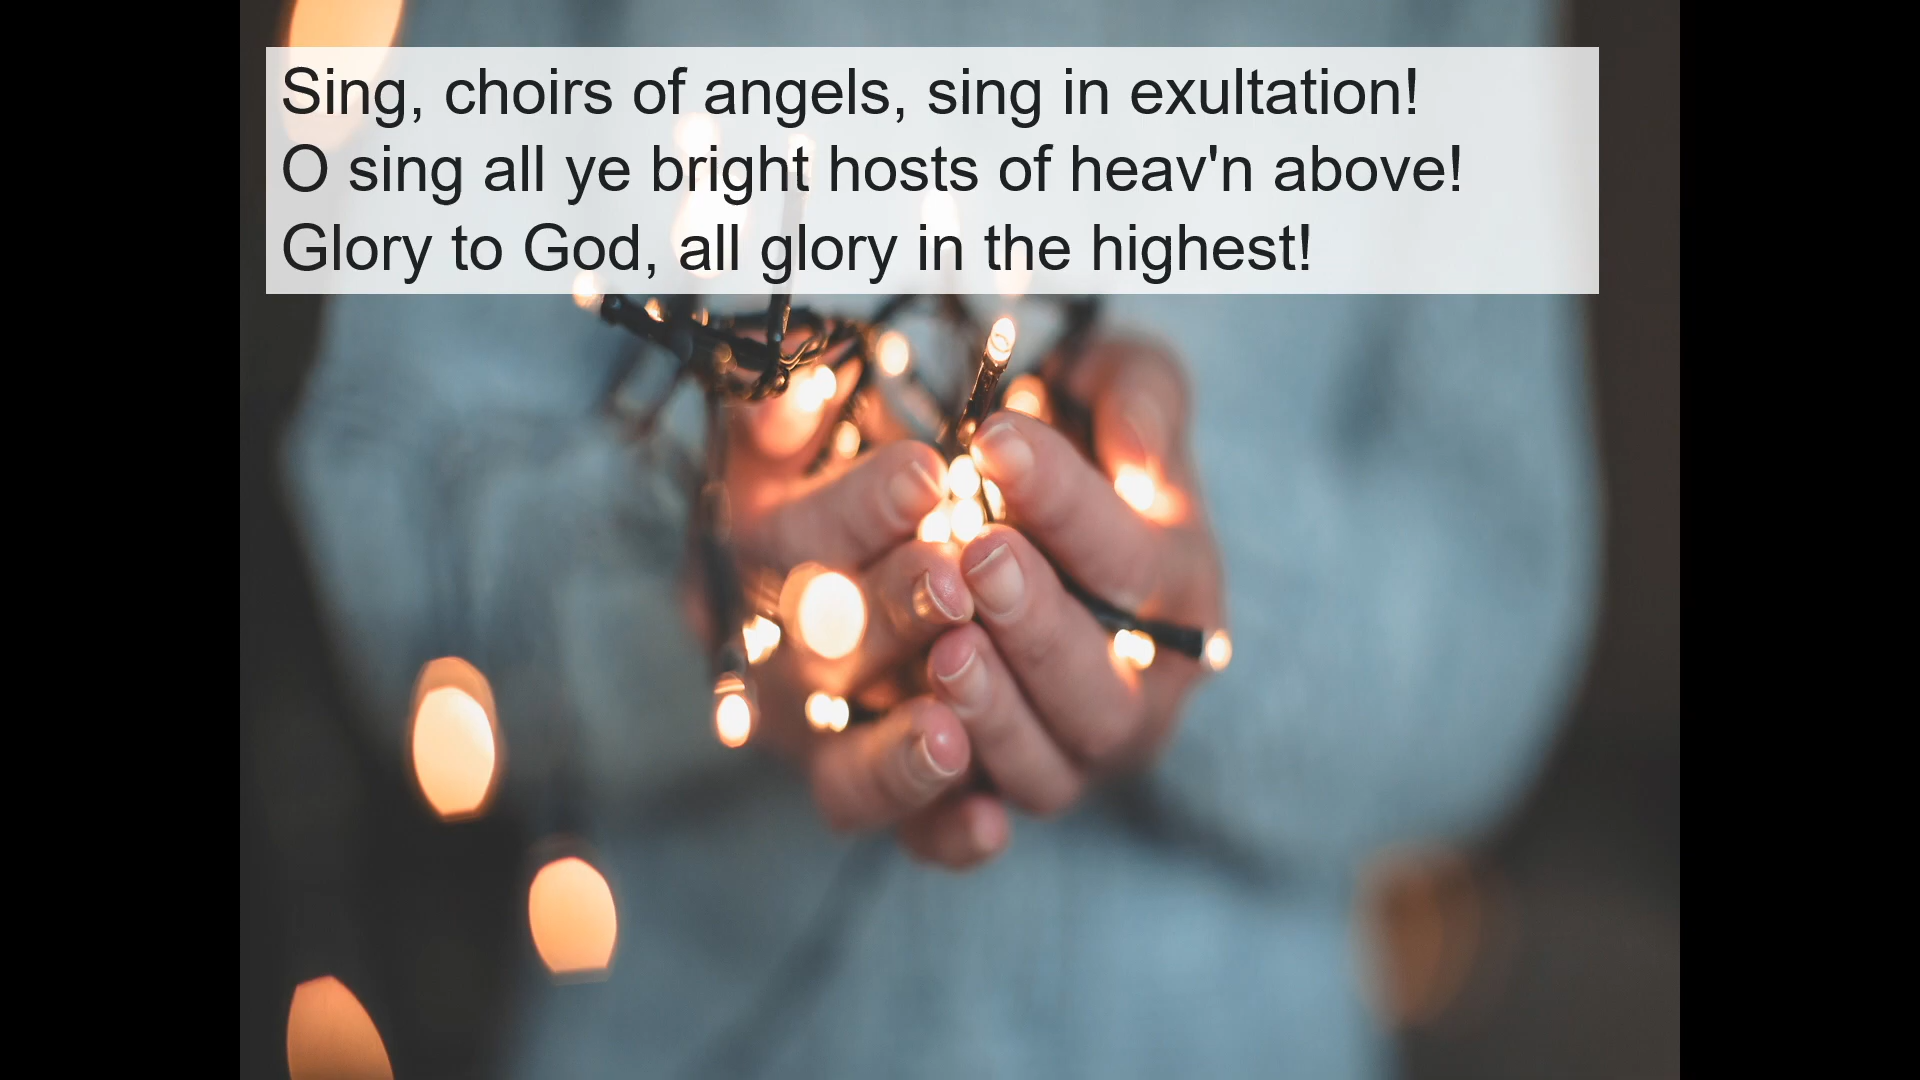 Sing, choirs of angels, sing in exultation!
O sing all ye bright hosts of heav'n above!
Glory to God, all glory in the highest!